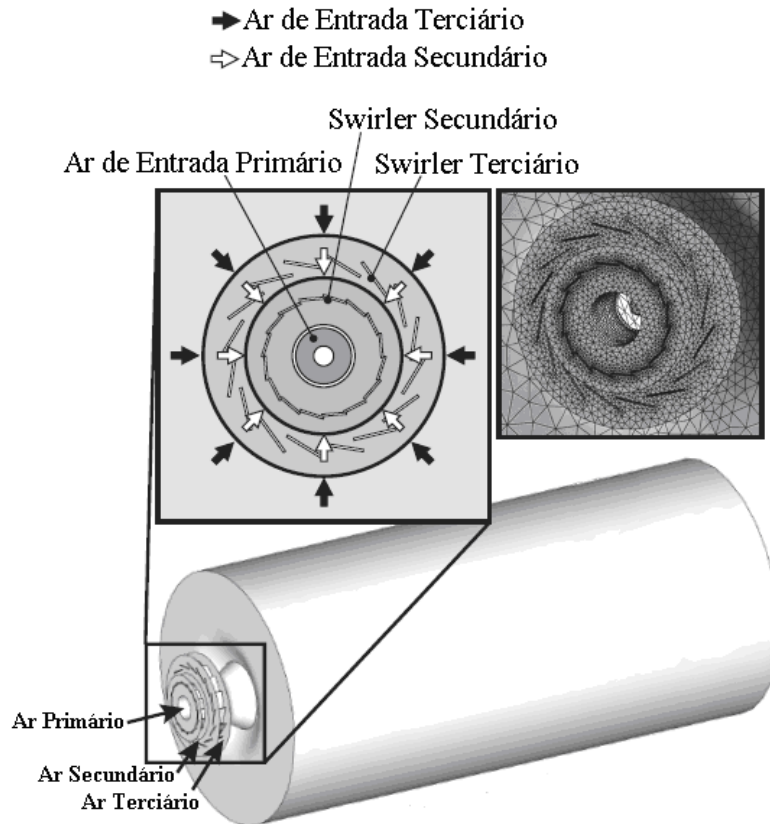 Ar de Entrada Terciário
Ar de Entrada Secundário
Swirler Secundário
Ar de Entrada Primário
Swirler Terciário
Ar Primário
Ar Secundário
Ar Terciário